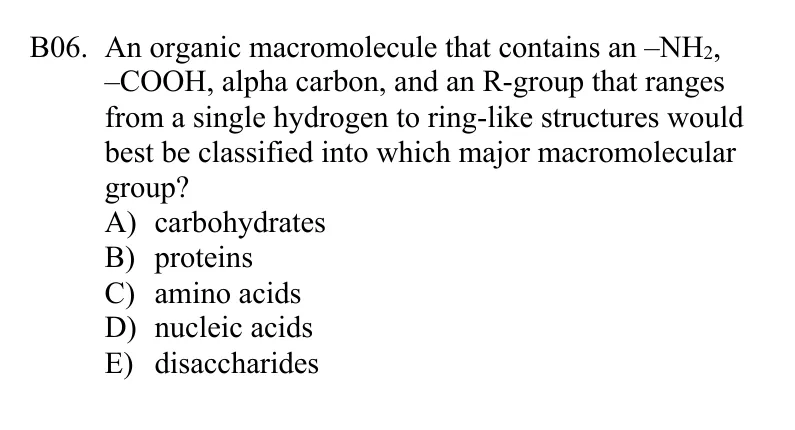 B06. An organic macromolecule that contains an –NH₂,
–COOH, alpha carbon, and an R-group that ranges
from a single hydrogen to ring-like structures would
best be classified into which major macromolecular
group?
A) carbohydrates
B) proteins
C) amino acids
D) nucleic acids
E) disaccharides